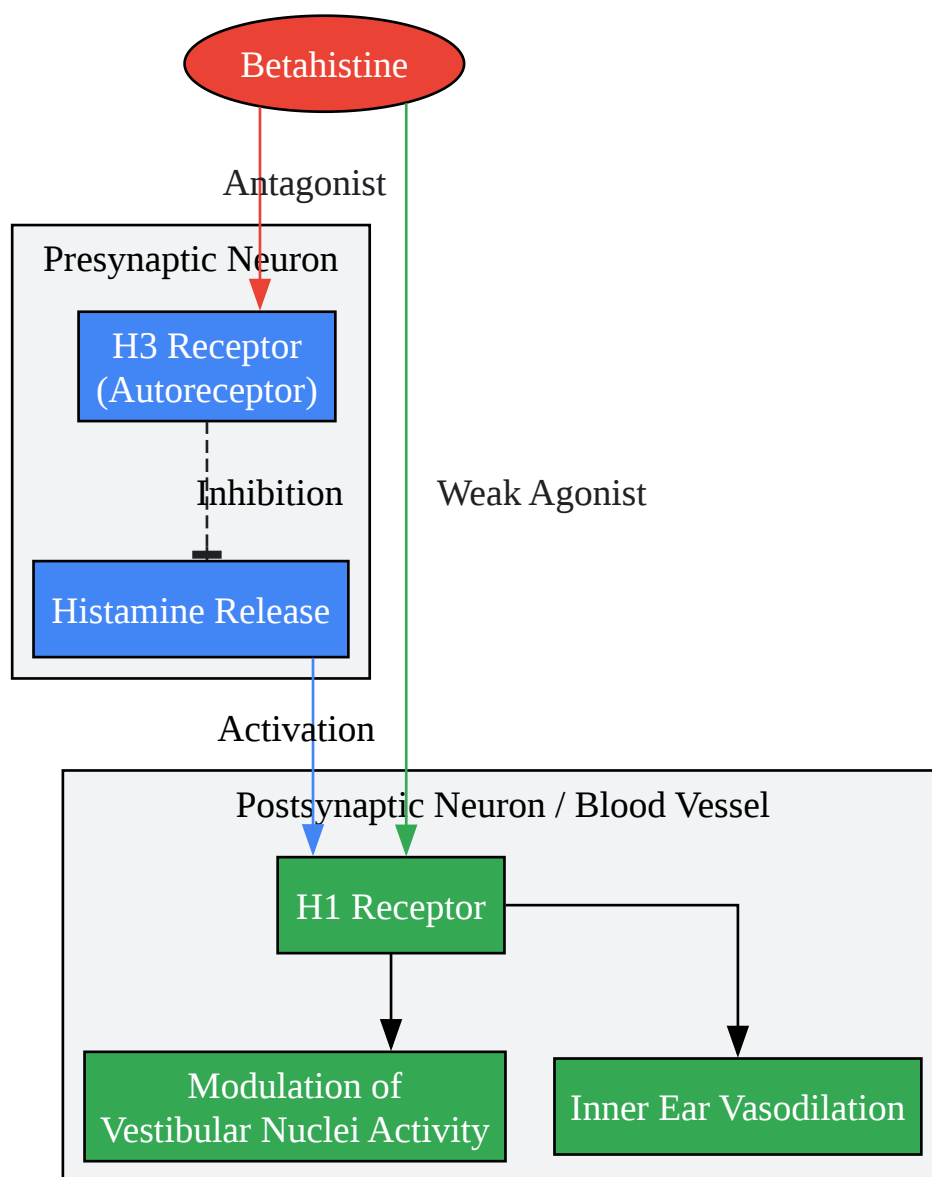 Betahistine
Antagonist
Presynaptic Neuron
H3 Receptor
(Autoreceptor)
Inhibition
Weak Agonist
Histamine Release
Activation
Postsynaptic Neuron / Blood Vessel
H1 Receptor
Modulation of
Vestibular Nuclei Activity
Inner Ear Vasodilation